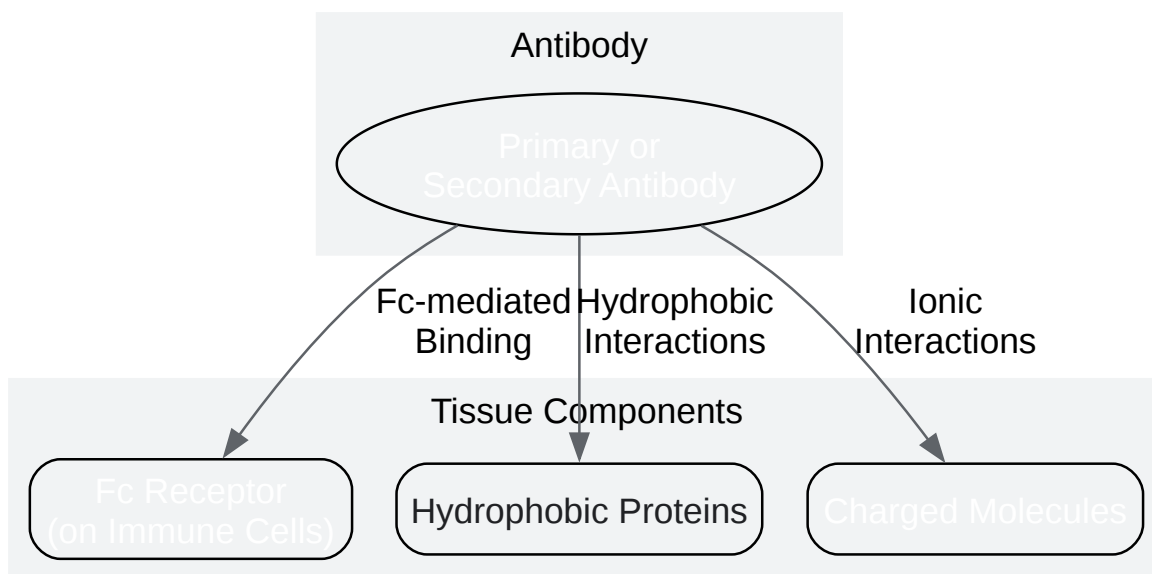 Antibody
Primary or
Secondary Antibody
Fc-mediated
Binding
Hydrophobic
Interactions
Ionic
Interactions
Tissue Components
Fc Receptor
(on Immune Cells)
Hydrophobic Proteins
Charged Molecules